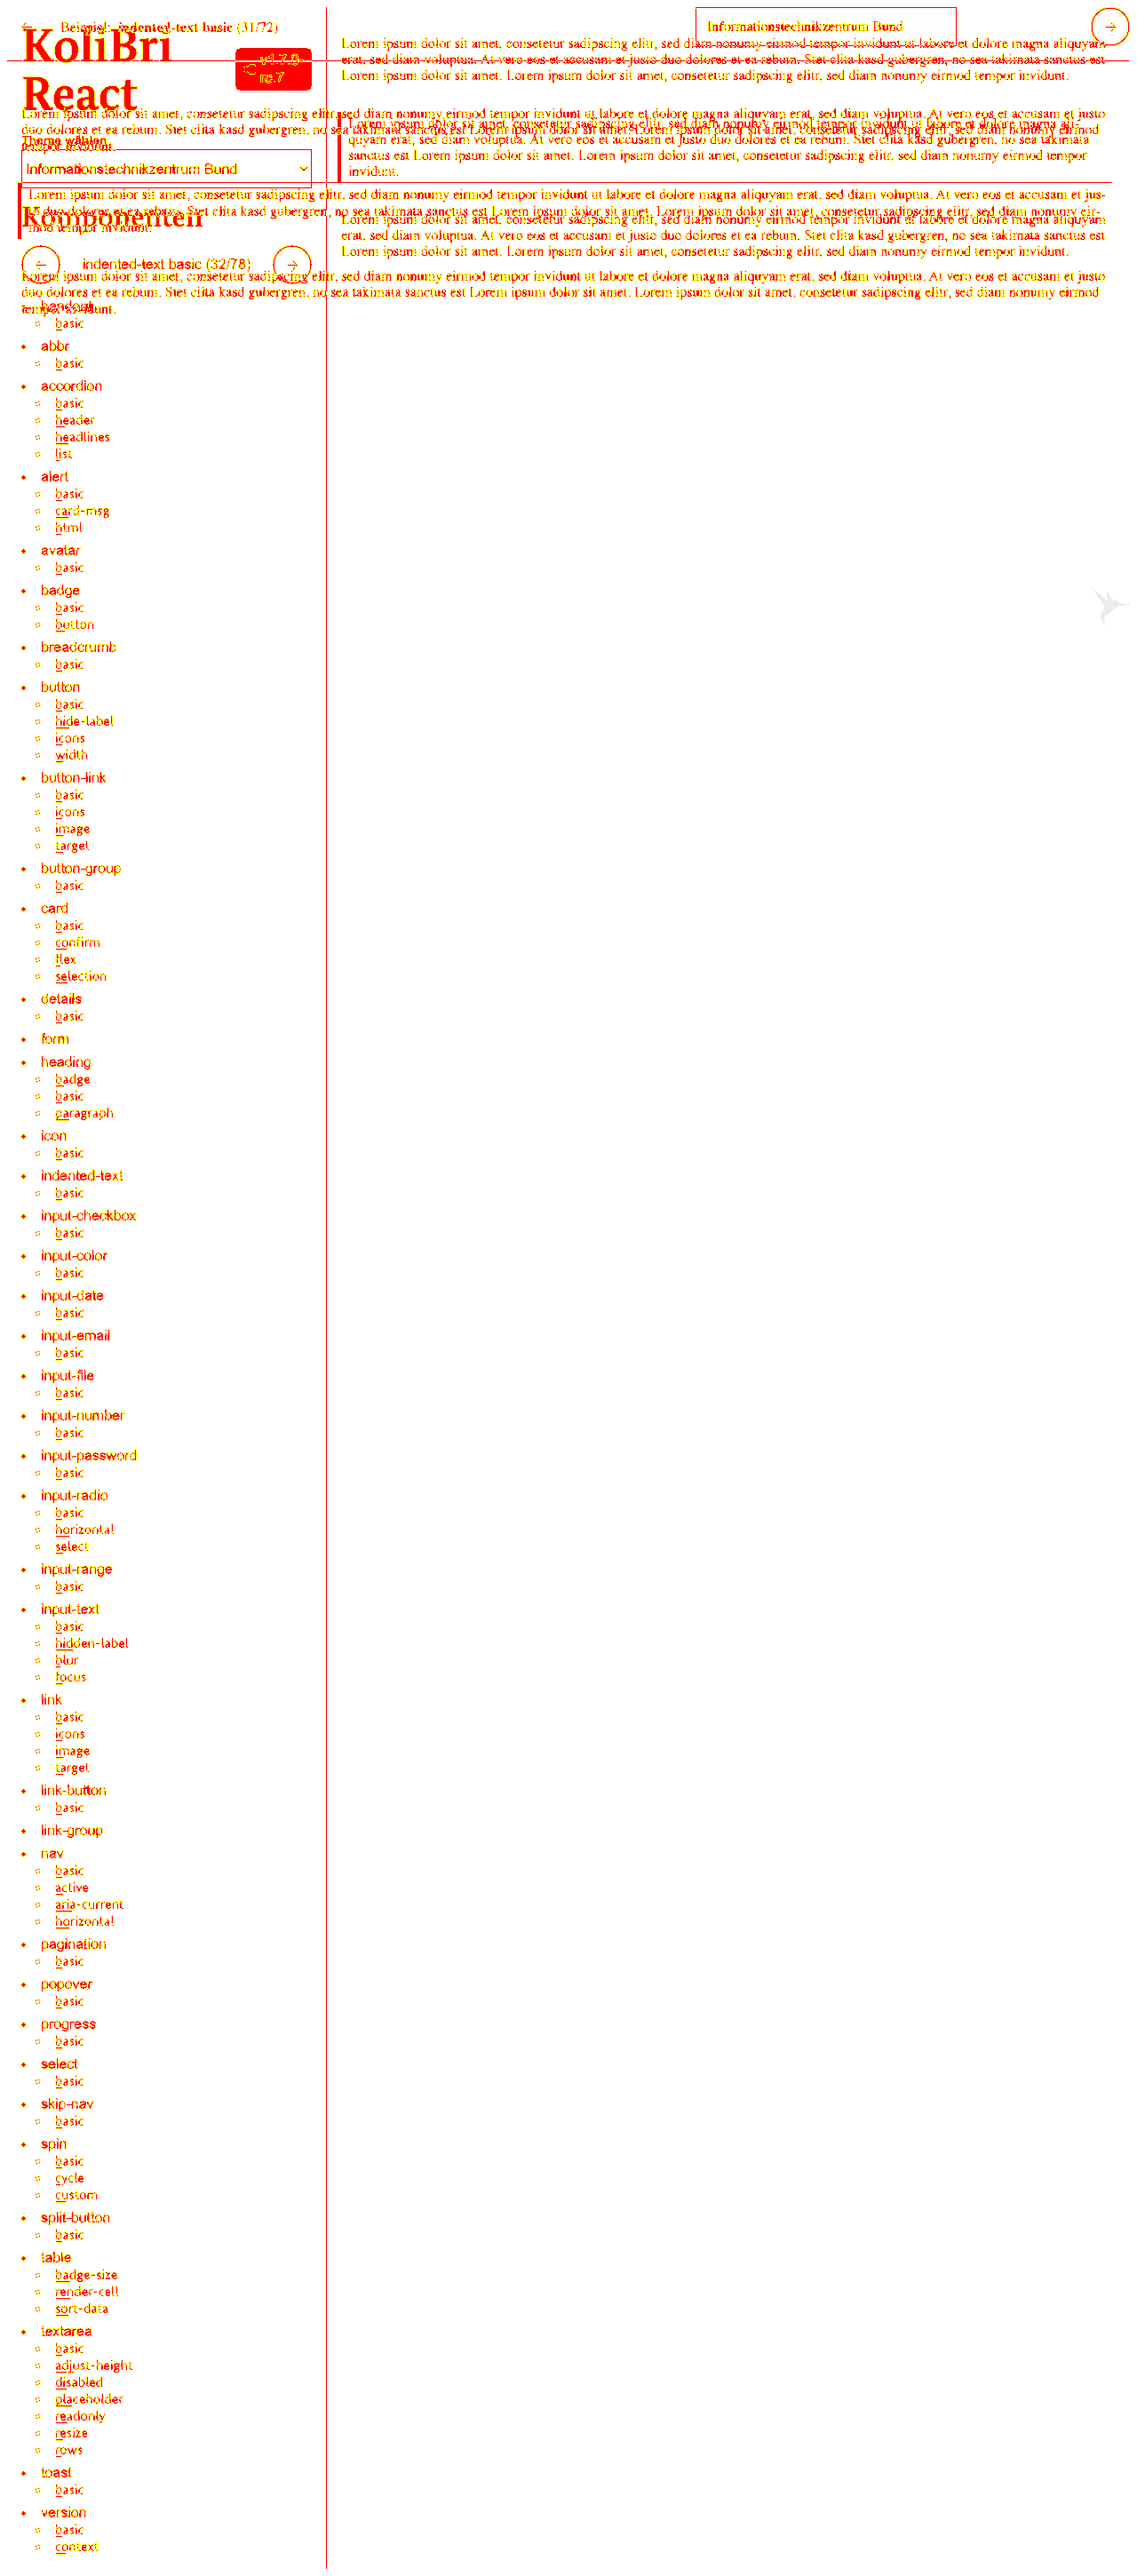 Beispiel: indented-text basic (31/72)
Informationstechnikzentrum Bund
KoliBri
React
v1.7.0-
rc.7
Lorem ipsum dolor sit amet, consetetur sadipscing elitr, sed diam nonumy eirmod tempor invidunt ut labore et dolore magna aliquyam
erat, sed diam voluptua. At vero eos et accusam et justo duo dolores et ea rebum. Stet clita kasd gubergren, no sea takimata sanctus est
Lorem ipsum dolor sit amet. Lorem ipsum dolor sit amet, consetetur sadipscing elitr, sed diam nonumy eirmod tempor invidunt.
Lorem ipsum dolor sit amet, consetetur sadipscing elitr, sed diam nonumy eirmod tempor invidunt ut labore et dolore magna aliquyam erat, sed diam voluptua. At vero eos et accusam et justo
duo dolores et ea rebum. Stet clita kasd gubergren, no sea takimata sanctus est Lorem ipsum dolor sit amet. Lorem ipsum dolor sit amet, consetetur sadipscing elitr, sed diam nonumy eirmod
tempor invidunt.
Theme wählen
Informationstechnikzentrum Bund
Lorem ipsum dolor sit amet, consetetur sadipscing elitr, sed diam nonumy eirmod tempor invidunt ut labore et dolore magna ali-
quyam erat, sed diam voluptua. At vero eos et accusam et justo duo dolores et ea rebum. Stet clita kasd gubergren, no sea takimata
sanctus est Lorem ipsum dolor sit amet. Lorem ipsum dolor sit amet, consetetur sadipscing elitr, sed diam nonumy eirmod tempor
invidunt.
Lorem ipsum dolor sit amet, consetetur sadipscing elitr, sed diam nonumy eirmod tempor invidunt ut labore et dolore magna aliquyam erat, sed diam voluptua. At vero eos et accusam et jus-
to duo dolores et ea rebum. Stet clita kasd gubergren, no sea takimata sanctus est Lorem ipsum dolor sit amet. Lorem ipsum dolor sit amet, consetetur sadipscing elitr, sed diam nonumy eir-
mod tempor invidunt.
Komponenten
Lorem ipsum dolor sit amet, consetetur sadipscing elitr, sed diam nonumy eirmod tempor invidunt ut labore et dolore magna aliquyam
erat, sed diam voluptua. At vero eos et accusam et justo duo dolores et ea rebum. Stet clita kasd gubergren, no sea takimata sanctus est
Lorem ipsum dolor sit amet. Lorem ipsum dolor sit amet, consetetur sadipscing elitr, sed diam nonumy eirmod tempor invidunt.
indented-text basic (32/78)
Lorem ipsum dolor sit amet, consetetur sadipscing elitr, sed diam nonumy eirmod tempor invidunt ut labore et dolore magna aliquyam erat, sed diam voluptua. At vero eos et accusam et justo
duo dolores et ea rebum. Stet clita kasd gubergren, no sea takimata sanctus est Lorem ipsum dolor sit amet. Lorem ipsum dolor sit amet, consetetur sadipscing elitr, sed diam nonumy eirmod
tempor invidunt.
basic
abbr
basic
accordion
basic
header
headlines
list
alert
basic
card-msg
html
avatar
basic
badge
basic
button
breadcrumb
basic
button
basic
hide-label
icons
width
button-link
basic
icons
image
target
button-group
basic
card
basic
confirm
flex
selection
details
basic
form
heading
badge
basic
paragraph
icon
basic
indented-text
basic
input-checkbox
basic
input-color
basic
input-date
basic
input-email
basic
input-file
basic
input-number
basic
input-password
basic
input-radio
basic
horizontal
select
input-range
basic
input-text
basic
hidden-label
blur
focus
link
basic
icons
image
target
link-button
basic
link-group
nav
basic
active
aria-current
horizontal
pagination
basic
popover
basic
progress
basic
select
basic
skip-nav
basic
spin
basic
cycle
custom
split-button
basic
table
badge-size
render-cell
sort-data
textarea
basic
adjust-height
disabled
placeholder
readonly
resize
rows
toast
basic
version
basic
context